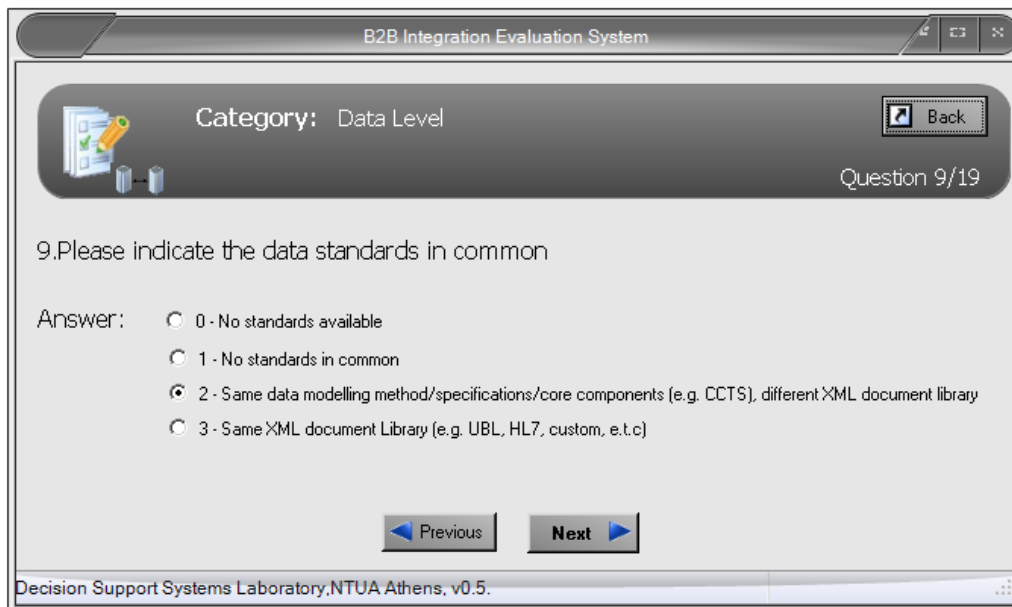 B2B Integration Evaluation System
Category: Data Level
Back
Question 9/19
9.Please indicate the data standards in common
Answer:
0 - No standards available
1 - No standards in common
2 - Same data modelling method/specifications/core components (e.g. CCTS), different XML document library
3 - Same XML document Library (e.g. UBL, HL7, custom, e.t.c)
Previous
Next
Decision Support Systems Laboratory,NTUA Athens, v0.5.